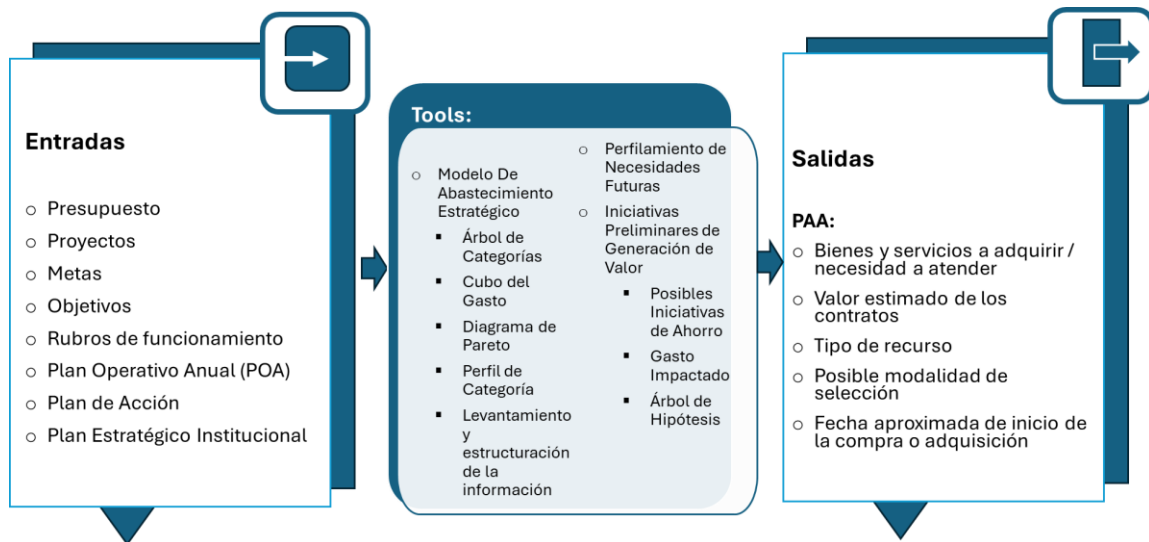 Entradas
○ Presupuesto
○ Proyectos
○ Metas
○ Objetivos
○ Rubros de funcionamiento
○ Plan Operativo Anual (POA)
○ Plan de Acción
○ Plan Estratégico Institucional
Tools:
○ Modelo De
Abastecimiento
Estratégico
▪ Árbol de
Categorías
▪ Cubo del
Gasto
▪ Diagrama de
Pareto
▪ Perfil de
Categoría
▪ Levantamiento
y
estructuración
de la
información
○ Perfilamiento de
Necesidades
Futuras
○ Iniciativas
Preliminares de
Generación de
Valor
▪ Posibles
Iniciativas
de Ahorro
▪ Gasto
Impactado
▪ Árbol de
Hipótesis
Salidas
PAA:
○ Bienes y servicios a adquirir /
necesidad a atender
○ Valor estimado de los
contratos
○ Tipo de recurso
○ Posible modalidad de
selección
○ Fecha aproximada de inicio de
la compra o adquisición